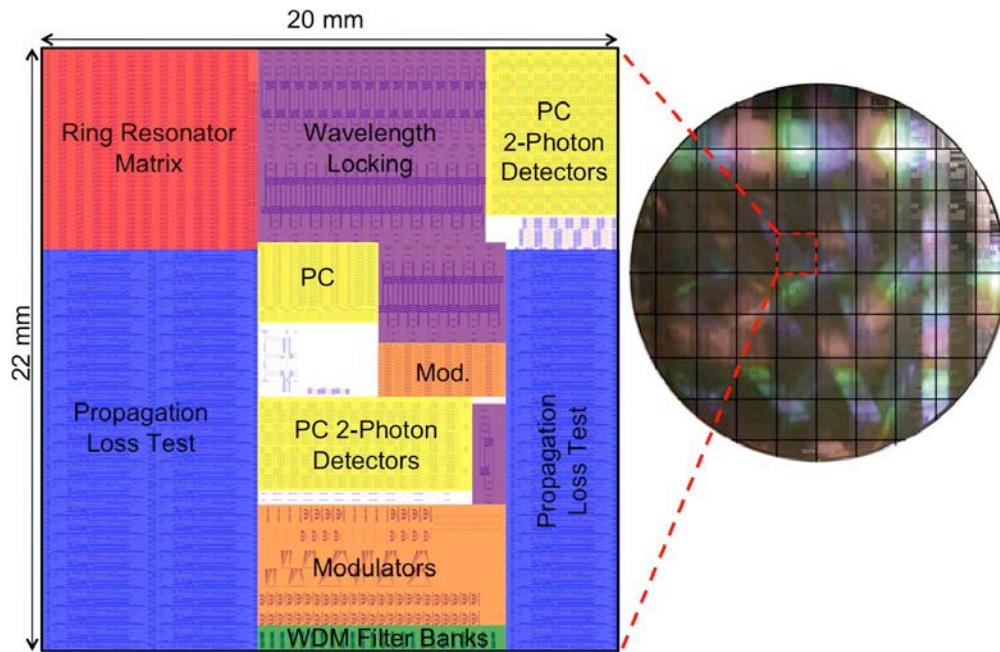 20 mm
22 mm
Ring Resonator
Matrix
Wavelength
Locking
PC
2-Photon
Detectors
PC
Mod.
Propagation
Loss Test
PC 2-Photon
Detectors
Propagation
Loss Test
Modulators
WDM Filter Banks